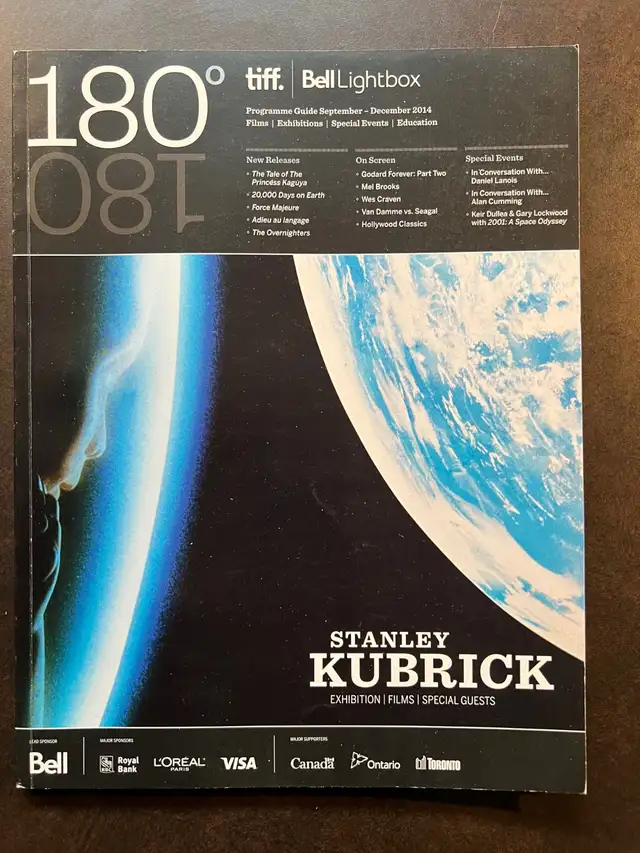 180°
180
tiff. | Bell Lightbox
Programme Guide September – December 2014
Films | Exhibitions | Special Events | Education
New Releases
• The Tale of The
Princess Kaguya
• 20,000 Days on Earth
• Force Majeure
• Adieu au langage
• The Overnighters
On Screen
• Godard Forever: Part Two
• Mel Brooks
• Wes Craven
• Van Damme vs. Seagal
• Hollywood Classics
Special Events
• In Conversation With...
Daniel Lanois
• In Conversation With...
Alan Cumming
• Keir Dullea & Gary Lockwood
with 2001: A Space Odyssey
STANLEY
KUBRICK
EXHIBITION | FILMS | SPECIAL GUESTS
LEAD SPONSOR
Bell
MAJOR SPONSORS
RBC
Royal
Bank
L'ORÉAL
PARIS
VISA
MAJOR SUPPORTERS
Canada
Ontario
TORONTO